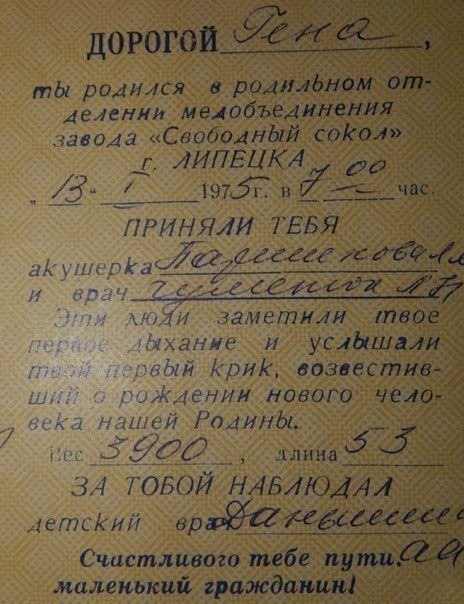 ДОРОГОЙ Гена,
ты родился в родильном от-
делении медобъединения
завода «Свободный сокол»
г. ЛИПЕЦКА
„13“ I 1975 г. в 7 00 час.
ПРИНЯЛИ ТЕБЯ
акушерка
и врач
Эти люди заметили твое
первое дыхание и услышали
твой первый крик, возвестив-
ший о рождении нового чело-
века нашей Родины.
Вес 3900, длина 53
ЗА ТОБОЙ НАБЛЮДАЛ
детский врач
Счастливого тебе пути,
маленький гражданин!